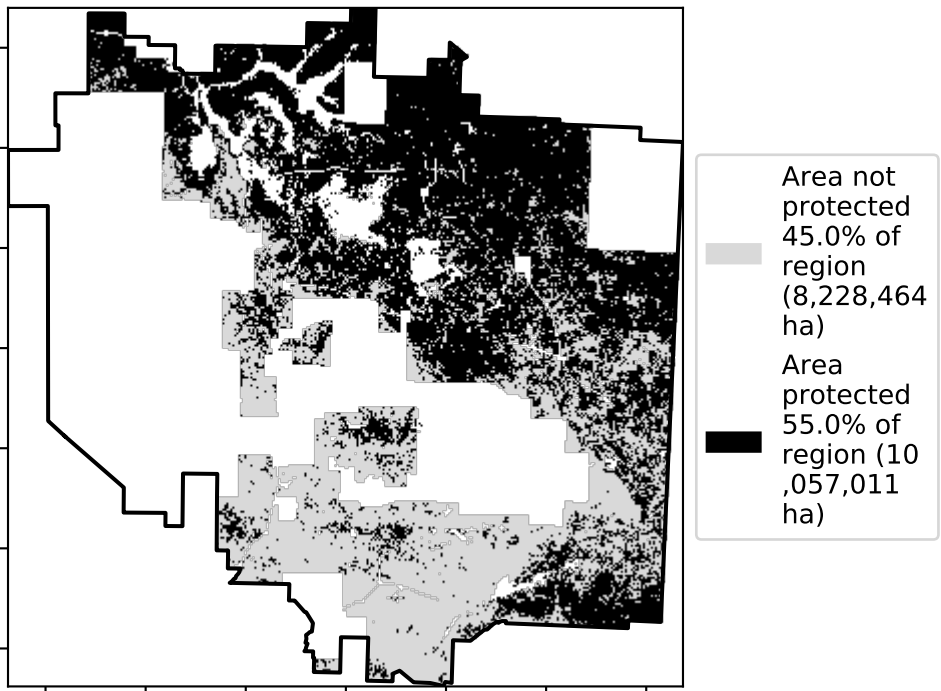 Area not
protected
45.0% of
region
(8,228,464
ha)
Area
protected
55.0% of
region (10
,057,011
ha)